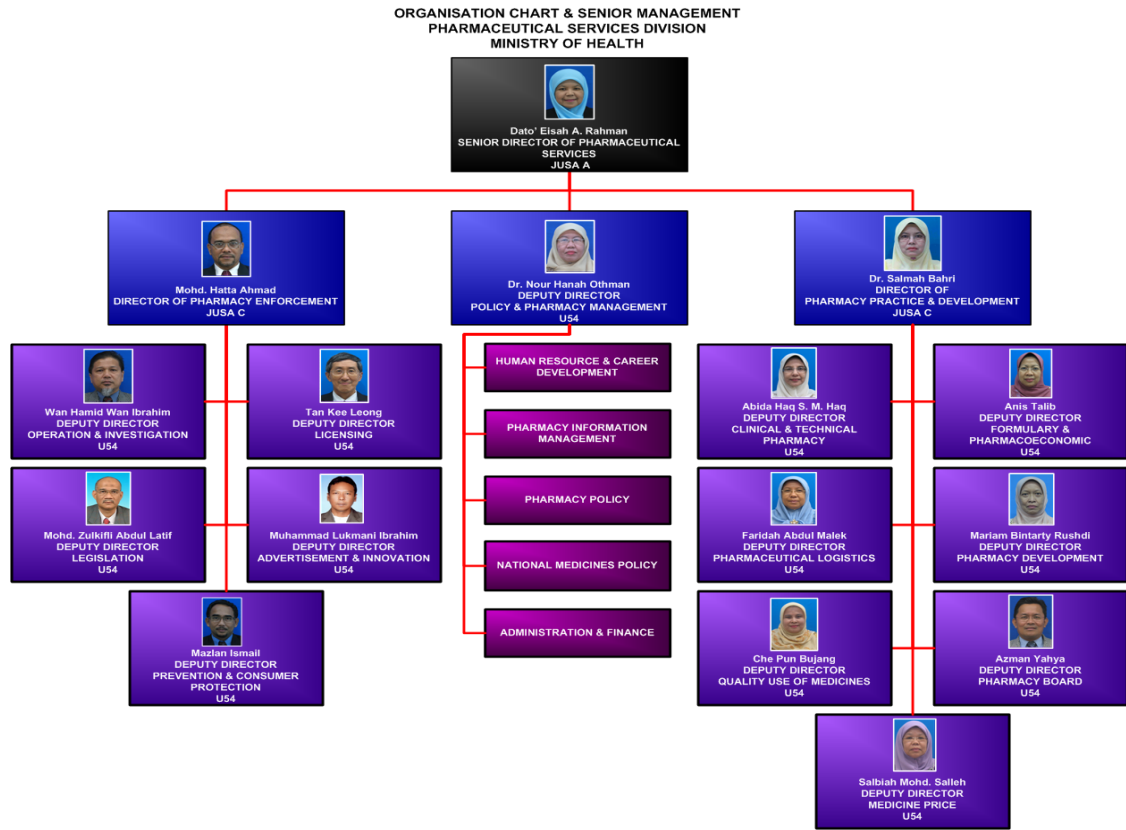 ORGANISATION CHART & SENIOR MANAGEMENT
PHARMACEUTICAL SERVICES DIVISION
MINISTRY OF HEALTH
Dato' Eisah A. Rahman
SENIOR DIRECTOR OF PHARMACEUTICAL
SERVICES
JUSA A
Mohd. Hatta Ahmad
DIRECTOR OF PHARMACY ENFORCEMENT
JUSA C
Dr. Nour Hanah Othman
DEPUTY DIRECTOR
POLICY & PHARMACY MANAGEMENT
U54
Dr. Salmah Bahri
DIRECTOR OF
PHARMACY PRACTICE & DEVELOPMENT
JUSA C
Wan Hamid Wan Ibrahim
DEPUTY DIRECTOR
OPERATION & INVESTIGATION
U54
Tan Kee Leong
DEPUTY DIRECTOR
LICENSING
U54
Mohd. Zulkifli Abdul Latif
DEPUTY DIRECTOR
LEGISLATION
U54
Muhammad Lukmani Ibrahim
DEPUTY DIRECTOR
ADVERTISEMENT & INNOVATION
U54
Mazlan Ismail
DEPUTY DIRECTOR
PREVENTION & CONSUMER
PROTECTION
U54
HUMAN RESOURCE & CAREER
DEVELOPMENT
PHARMACY INFORMATION
MANAGEMENT
PHARMACY POLICY
NATIONAL MEDICINES POLICY
ADMINISTRATION & FINANCE
Abida Haq S. M. Haq
DEPUTY DIRECTOR
CLINICAL & TECHNICAL
PHARMACY
U54
Anis Talib
DEPUTY DIRECTOR
FORMULARY &
PHARMACOECONOMIC
U54
Faridah Abdul Malek
DEPUTY DIRECTOR
PHARMACEUTICAL LOGISTICS
U54
Mariam Bintarty Rushdi
DEPUTY DIRECTOR
PHARMACY DEVELOPMENT
U54
Che Pun Bujang
DEPUTY DIRECTOR
QUALITY USE OF MEDICINES
U54
Azman Yahya
DEPUTY DIRECTOR
PHARMACY BOARD
U54
Salbiah Mohd. Salleh
DEPUTY DIRECTOR
MEDICINE PRICE
U54